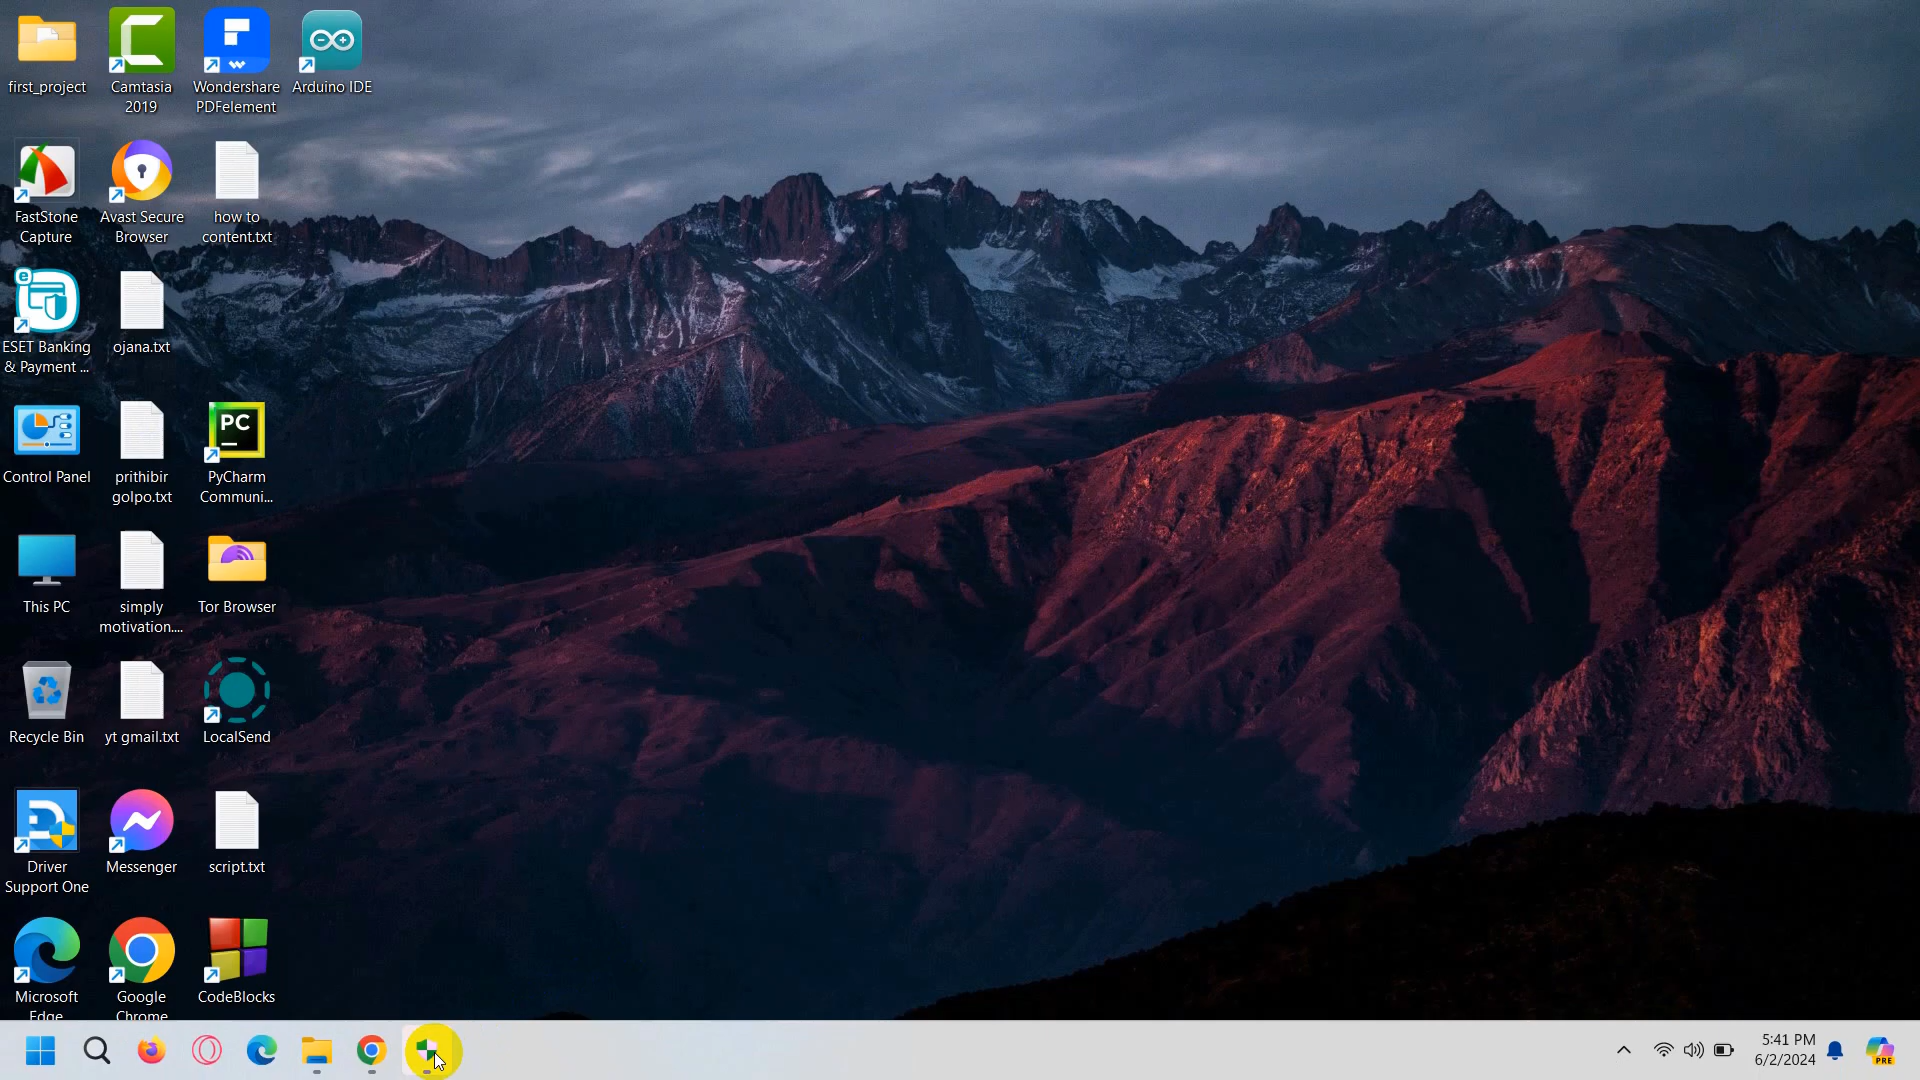 first_project
Camtasia
2019
Wondershare
PDFelement
Arduino IDE
FastStone
Capture
Avast Secure
Browser
how to
content.txt
ESET Banking
& Payment ...
ojana.txt
Control Panel
prithibir
golpo.txt
PC
PyCharm
Communi...
This PC
simply
motivation....
Tor Browser
Recycle Bin
yt gmail.txt
LocalSend
Driver
Support One
Messenger
script.txt
Microsoft
Edge
Google
Chrome
CodeBlocks
5:41 PM
6/2/2024
PRE